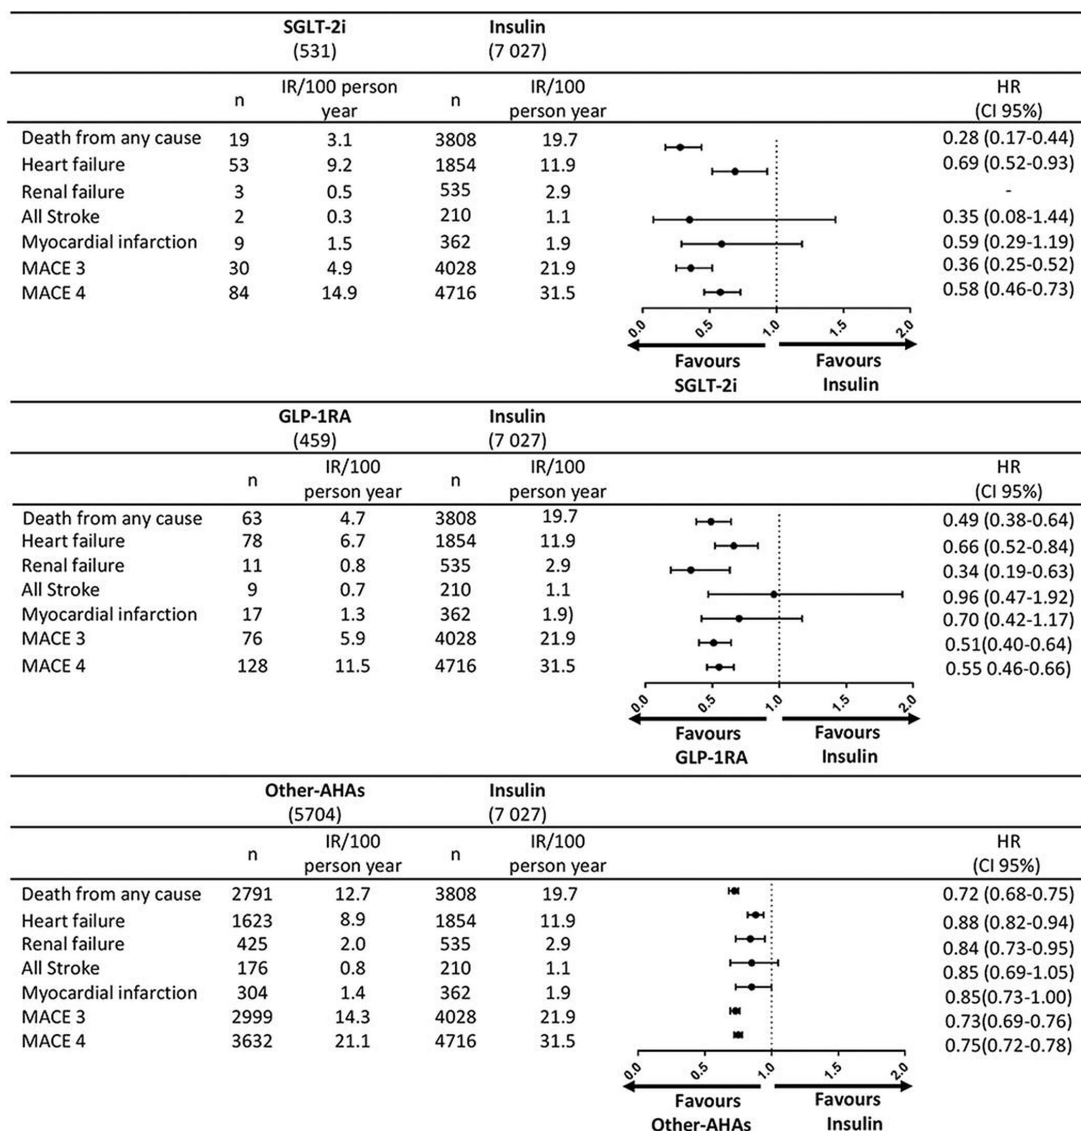 SGLT-2i Insulin
(531) (7 027)
IR/100 person IR/100 HR
n year n person year (CI 95%)
Death from any cause 19 3.1 3808 19.7 0.28 (0.17-0.44)
Heart failure 53 9.2 1854 11.9 0.69 (0.52-0.93)
Renal failure 3 0.5 535 2.9 -
All Stroke 2 0.3 210 1.1 0.35 (0.08-1.44)
Myocardial infarction 9 1.5 362 1.9 0.59 (0.29-1.19)
MACE 3 30 4.9 4028 21.9 0.36 (0.25-0.52)
MACE 4 84 14.9 4716 31.5 0.58 (0.46-0.73)
0.0 0.5 1.0 1.5 2.0
Favours Favours
SGLT-2i Insulin
GLP-1RA Insulin
(459) (7 027)
IR/100 IR/100 HR
n person year n person year (CI 95%)
Death from any cause 63 4.7 3808 19.7 0.49 (0.38-0.64)
Heart failure 78 6.7 1854 11.9 0.66 (0.52-0.84)
Renal failure 11 0.8 535 2.9 0.34 (0.19-0.63)
All Stroke 9 0.7 210 1.1 0.96 (0.47-1.92)
Myocardial infarction 17 1.3 362 1.9) 0.70 (0.42-1.17)
MACE 3 76 5.9 4028 21.9 0.51(0.40-0.64)
MACE 4 128 11.5 4716 31.5 0.55 0.46-0.66)
0.0 0.5 1.0 1.5 2.0
Favours Favours
GLP-1RA Insulin
Other-AHAs Insulin
(5704) (7 027)
IR/100 IR/100 HR
n person year n person year (CI 95%)
Death from any cause 2791 12.7 3808 19.7 0.72 (0.68-0.75)
Heart failure 1623 8.9 1854 11.9 0.88 (0.82-0.94)
Renal failure 425 2.0 535 2.9 0.84 (0.73-0.95)
All Stroke 176 0.8 210 1.1 0.85 (0.69-1.05)
Myocardial infarction 304 1.4 362 1.9 0.85(0.73-1.00)
MACE 3 2999 14.3 4028 21.9 0.73(0.69-0.76)
MACE 4 3632 21.1 4716 31.5 0.75(0.72-0.78)
0.0 0.5 1.0 1.5 2.0
Favours Favours
Other-AHAs Insulin